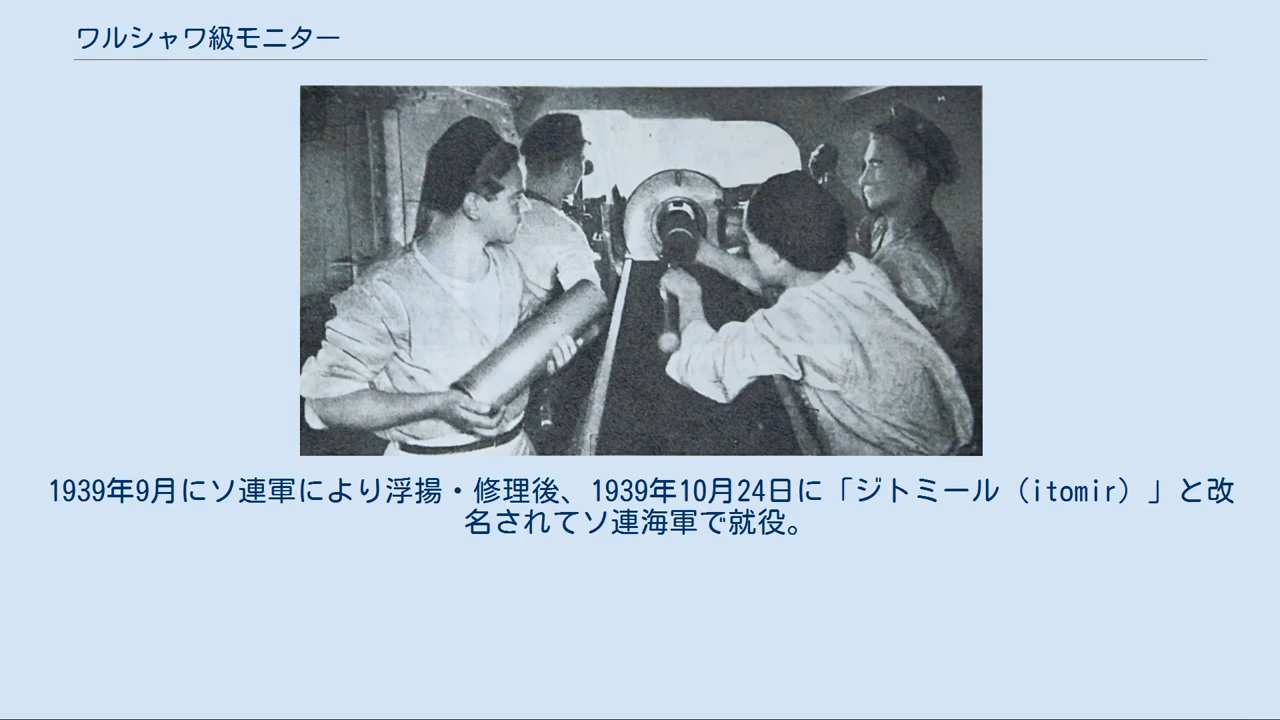 ワルシャワ級モニター
1939年9月にソ連軍により浮揚・修理後、1939年10月24日に「ジトミール（itomir）」と改
名されてソ連海軍で就役。